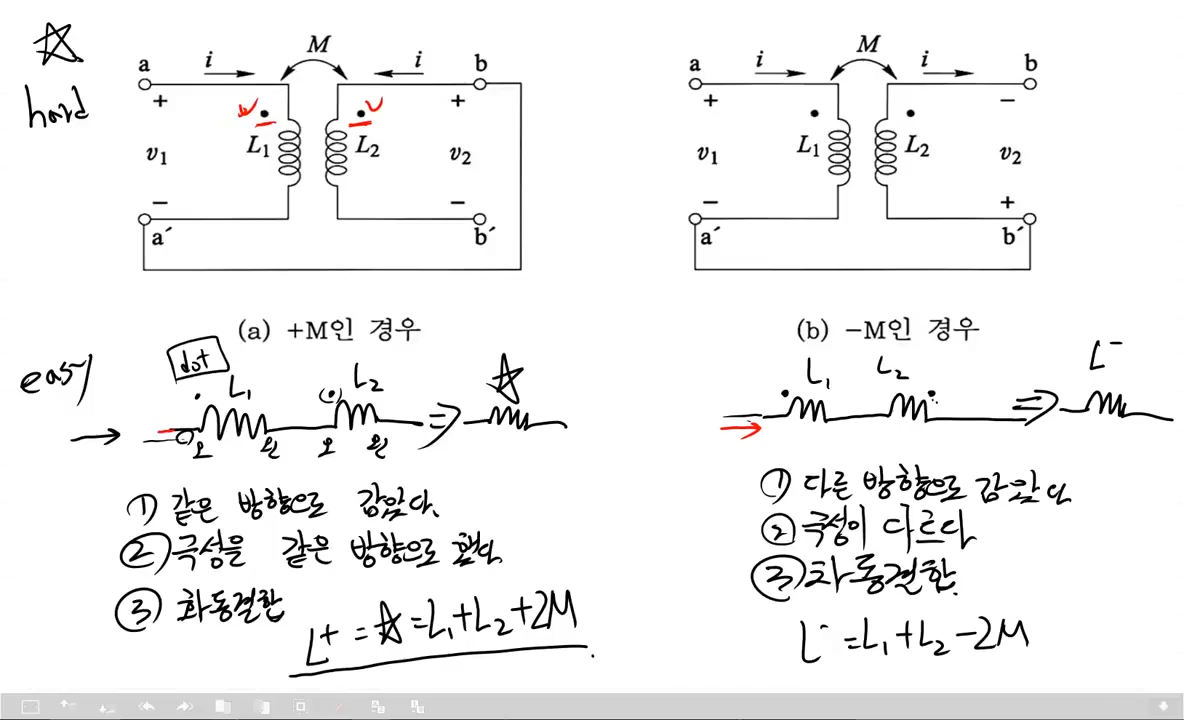 ☆
hard
M
a
i
i
b
+
+
L₁
L₂
v₁
v₂
−
−
a´
b´
(a) +M인 경우
M
a
i
i
b
+
−
L₁
L₂
v₁
v₂
−
+
a´
b´
(b) −M인 경우
easy
dot
L₁
L₂
☆
→
⇒
오 왼 오 왼
① 같은 방향으로 감았다.
② 극성을 같은 방향으로 했다.
③ 화동결합
L⁺ = ☆ = L₁+L₂+2M
L₁
L₂
L⁻
⇒
① 다른 방향으로 감았다
② 극성이 다르다
③ 차동결합.
L⁻ = L₁+L₂−2M